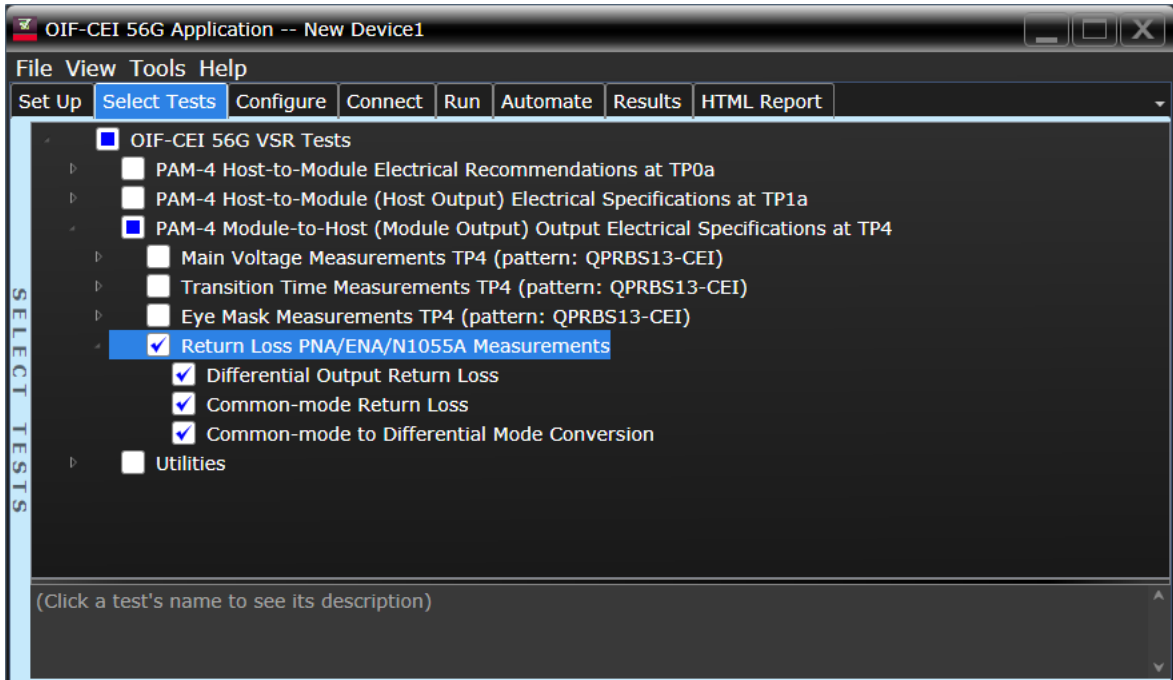 OIF-CEI 56G Application -- New Device1
File View Tools Help
Set Up Select Tests Configure Connect Run Automate Results HTML Report
SELECT TESTS
OIF-CEI 56G VSR Tests
PAM-4 Host-to-Module Electrical Recommendations at TP0a
PAM-4 Host-to-Module (Host Output) Electrical Specifications at TP1a
PAM-4 Module-to-Host (Module Output) Output Electrical Specifications at TP4
Main Voltage Measurements TP4 (pattern: QPRBS13-CEI)
Transition Time Measurements TP4 (pattern: QPRBS13-CEI)
Eye Mask Measurements TP4 (pattern: QPRBS13-CEI)
Return Loss PNA/ENA/N1055A Measurements
Differential Output Return Loss
Common-mode Return Loss
Common-mode to Differential Mode Conversion
Utilities
(Click a test's name to see its description)